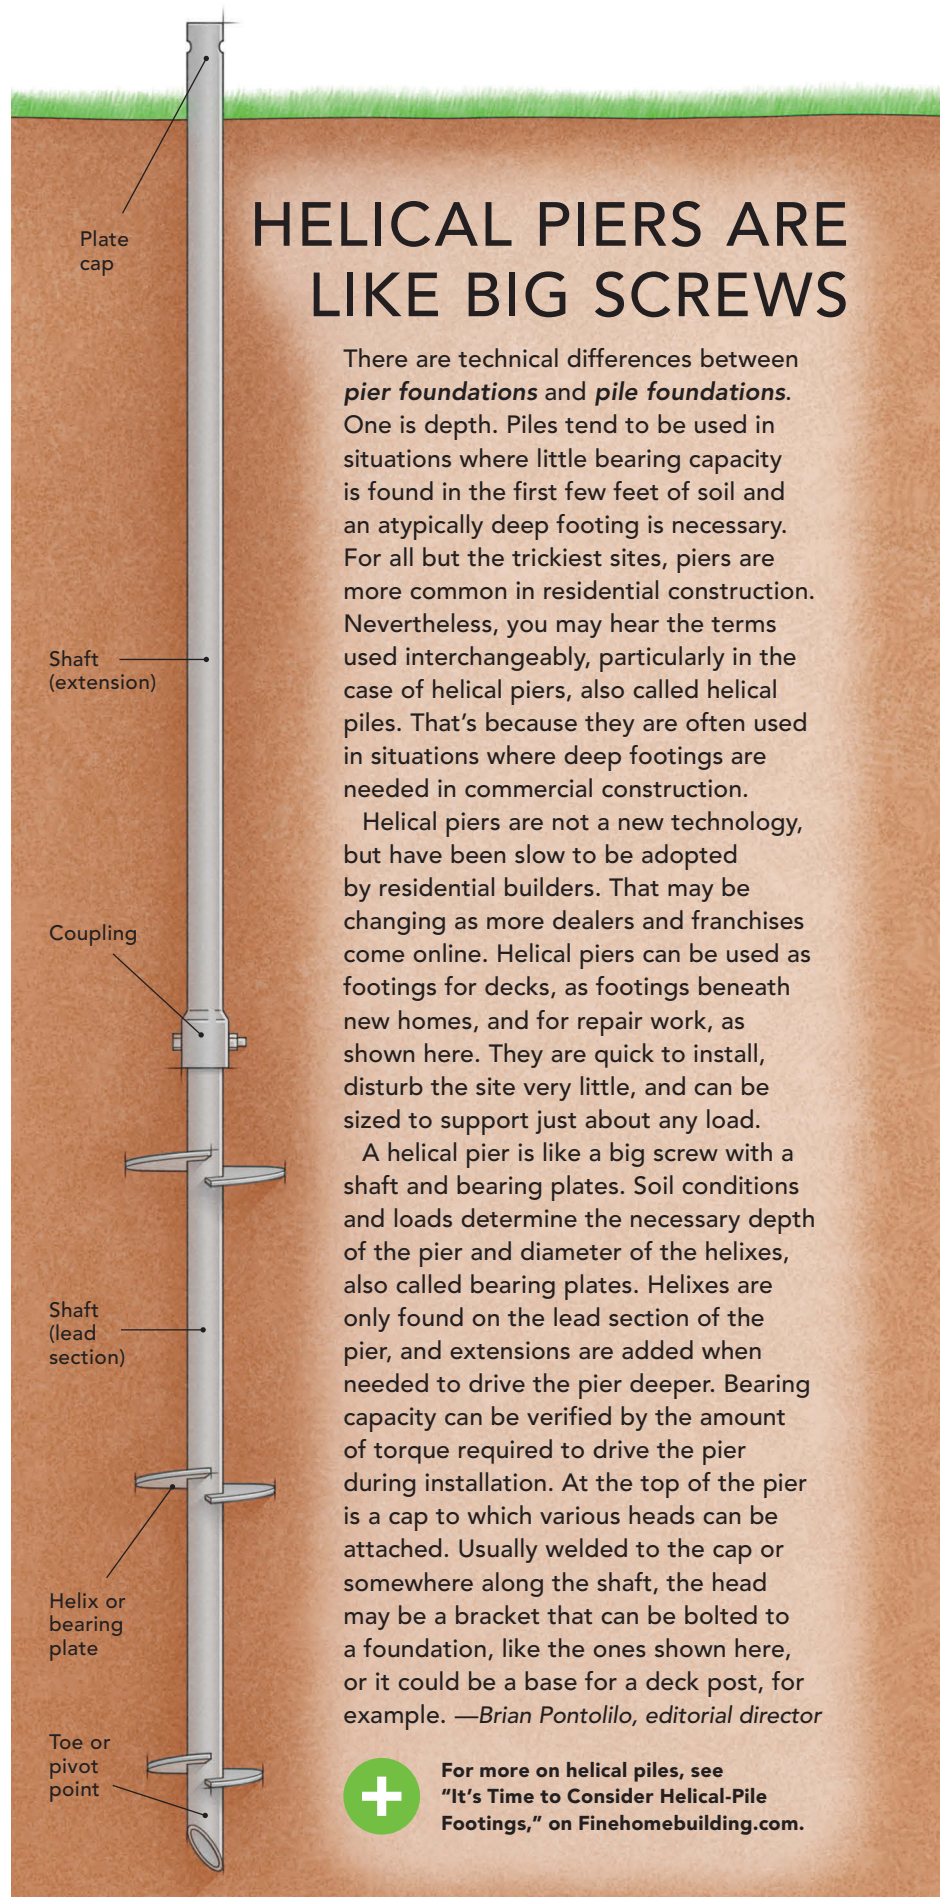 HELICAL PIERS ARE
LIKE BIG SCREWS
There are technical differences between
pier foundations and pile foundations.
One is depth. Piles tend to be used in
situations where little bearing capacity
is found in the first few feet of soil and
an atypically deep footing is necessary.
For all but the trickiest sites, piers are
more common in residential construction.
Nevertheless, you may hear the terms
used interchangeably, particularly in the
case of helical piers, also called helical
piles. That’s because they are often used
in situations where deep footings are
needed in commercial construction.
Helical piers are not a new technology,
but have been slow to be adopted
by residential builders. That may be
changing as more dealers and franchises
come online. Helical piers can be used as
footings for decks, as footings beneath
new homes, and for repair work, as
shown here. They are quick to install,
disturb the site very little, and can be
sized to support just about any load.
A helical pier is like a big screw with a
shaft and bearing plates. Soil conditions
and loads determine the necessary depth
of the pier and diameter of the helixes,
also called bearing plates. Helixes are
only found on the lead section of the
pier, and extensions are added when
needed to drive the pier deeper. Bearing
capacity can be verified by the amount
of torque required to drive the pier
during installation. At the top of the pier
is a cap to which various heads can be
attached. Usually welded to the cap or
somewhere along the shaft, the head
may be a bracket that can be bolted to
a foundation, like the ones shown here,
or it could be a base for a deck post, for
example. —Brian Pontolilo, editorial director
For more on helical piles, see
“It’s Time to Consider Helical-Pile
Footings,” on Finehomebuilding.com.
Plate
cap
Shaft
(extension)
Coupling
Shaft
(lead
section)
Helix or
bearing
plate
Toe or
pivot
point